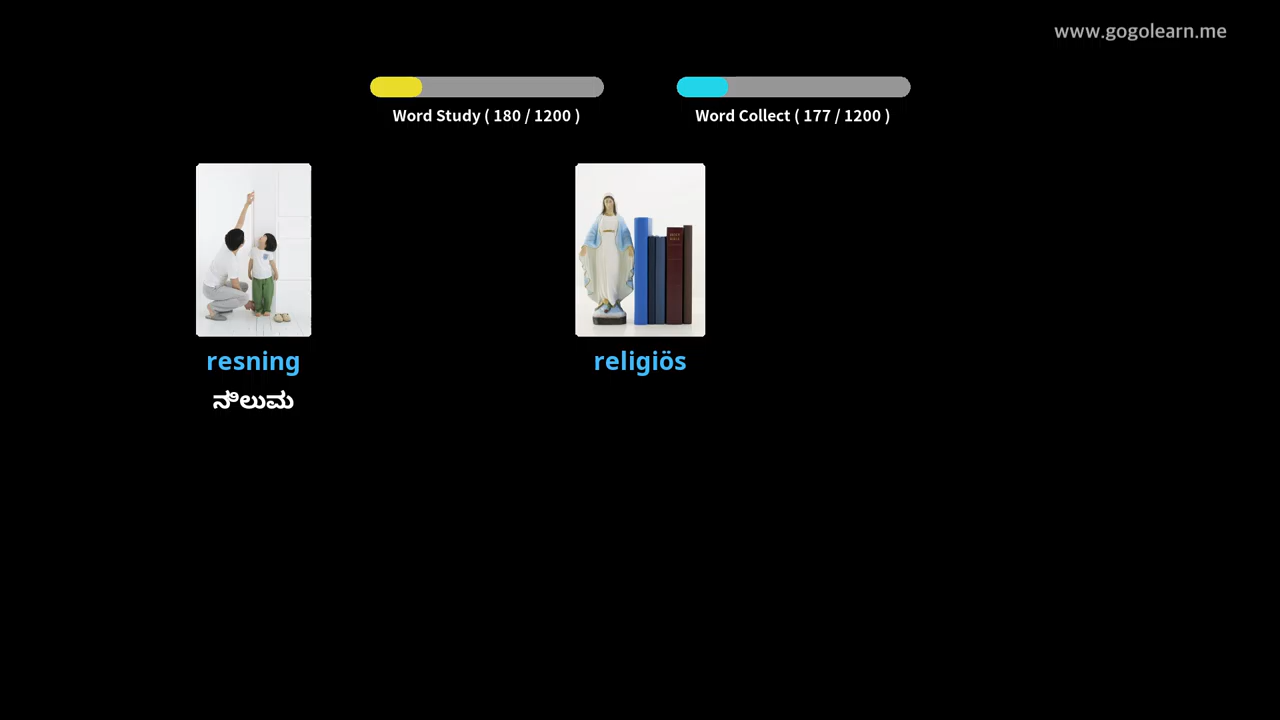 www.gogolearn.me
Word Study ( 180 / 1200 )
Word Collect ( 177 / 1200 )
resning
religiös
ನಿಲುಮ